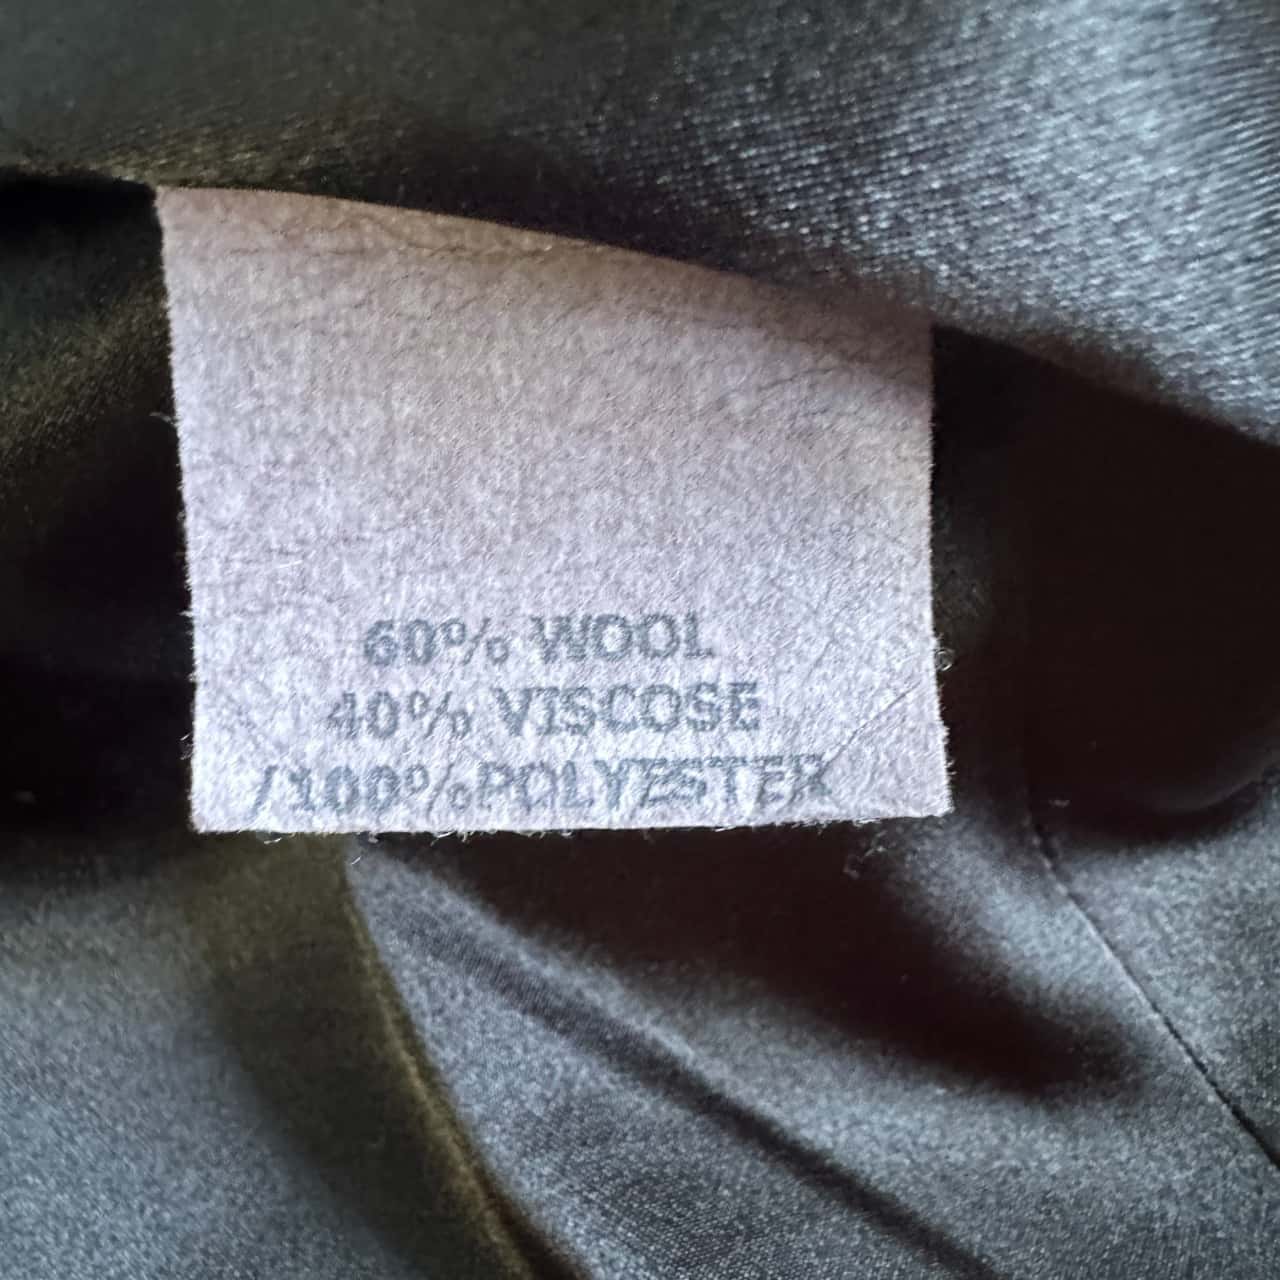 60% WOOL
40% VISCOSE
/100%POLYESTER